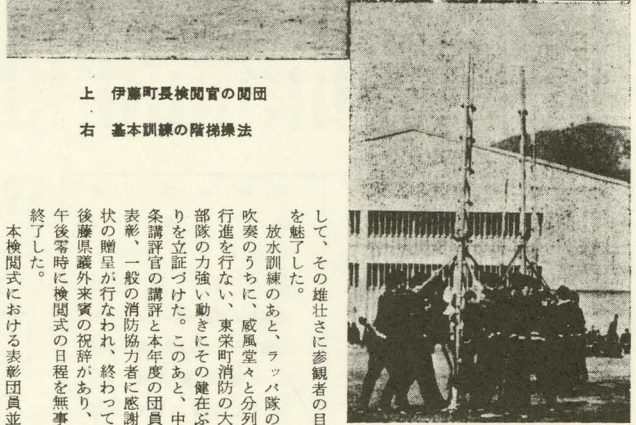 上　伊藤町長検閲官の閲団
右　基本訓練の階梯操法
して、その雄壮さに参観者の目
を魅了した。
　放水訓練のあと、ラッパ隊の
吹奏のうちに、威風堂々と分列
行進を行ない、東栄町消防の大
部隊の力強い動きにその健在ぶ
りを立証づけた。このあと、中
条講評官の講評と本年度の団員
表彰、一般の消防協力者に感謝
状の贈呈が行なわれ、終わって
後藤県議外来賓の祝辞があり、
午後零時に検閲式の日程を無事
終了した。
　本検閲式における表彰団員並